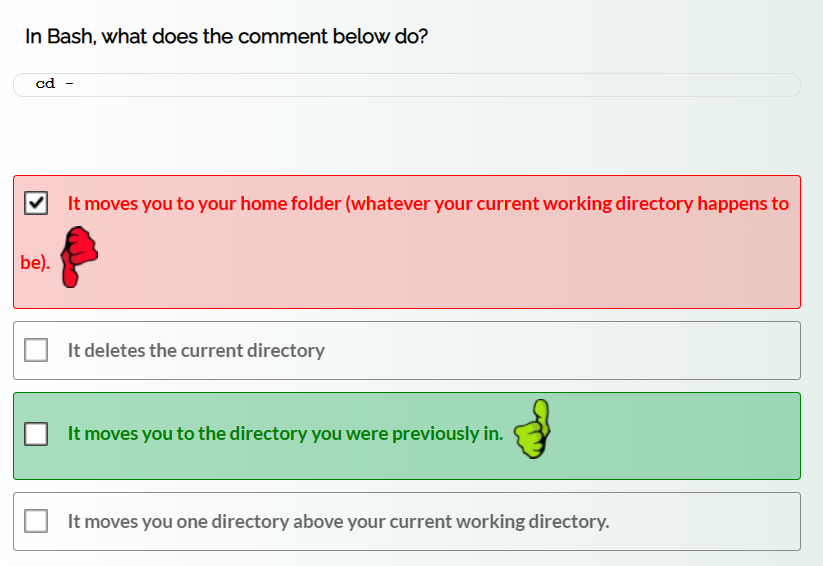 In Bash, what does the comment below do?
cd -
It moves you to your home folder (whatever your current working directory happens to
be).
It deletes the current directory
It moves you to the directory you were previously in.
It moves you one directory above your current working directory.